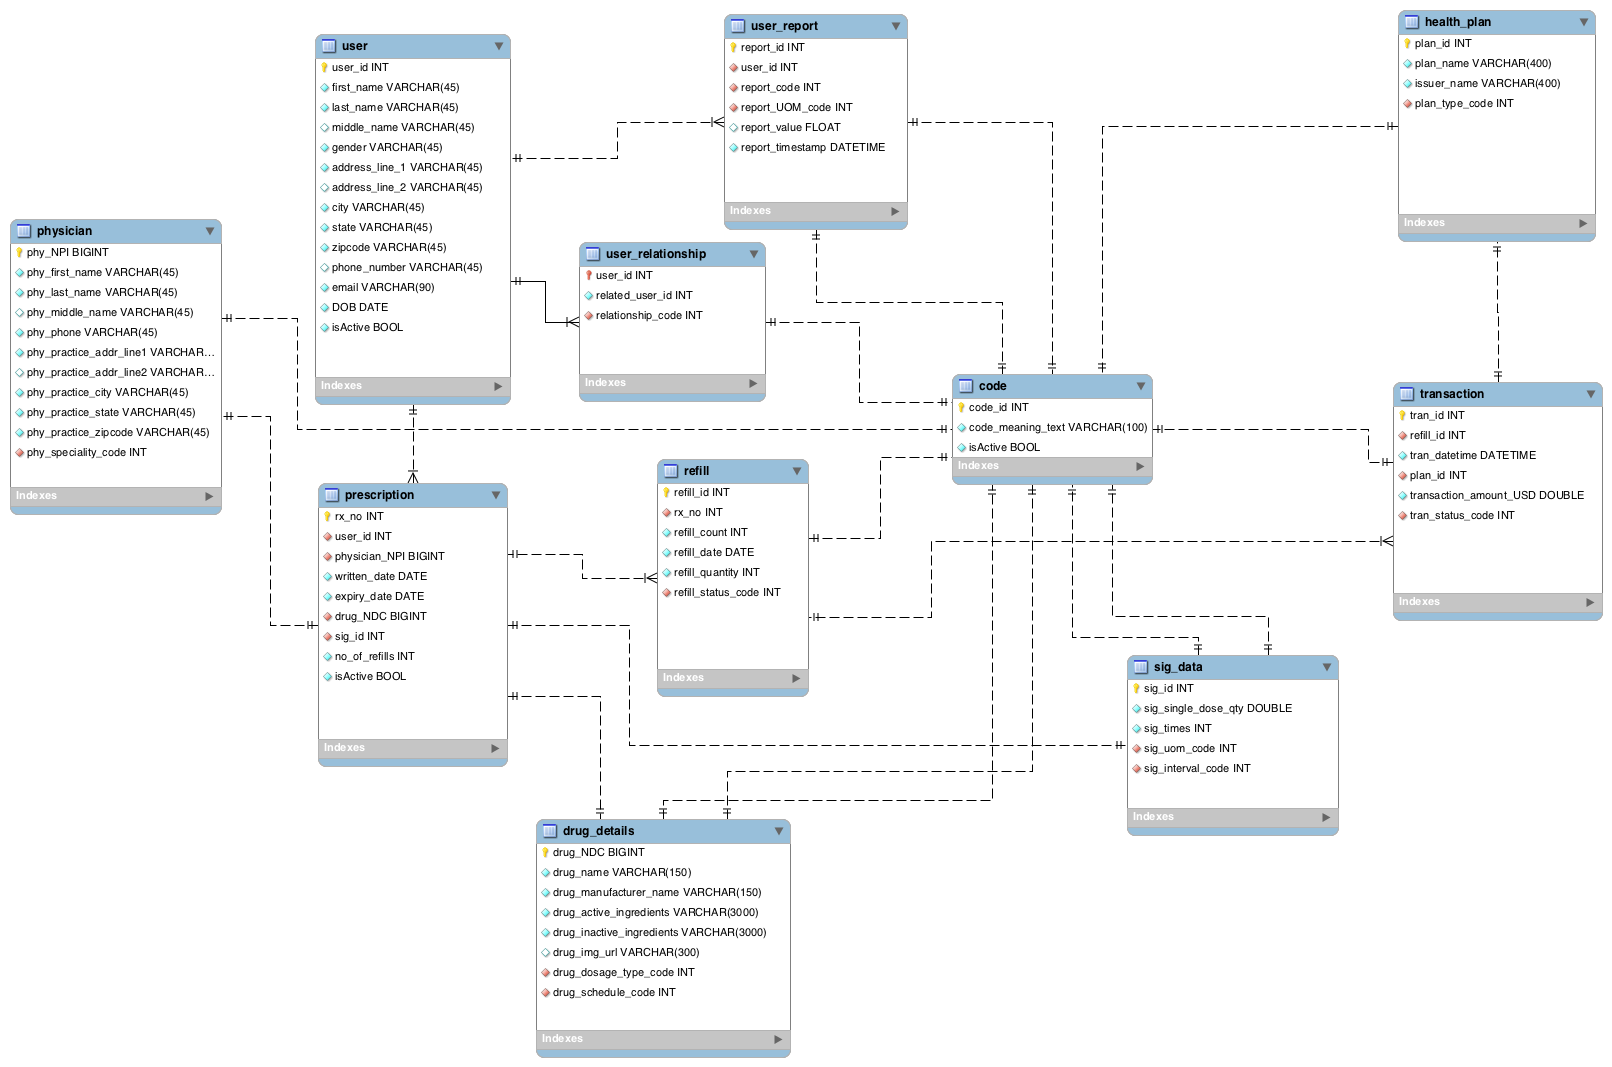 user
user_id INT
first_name VARCHAR(45)
last_name VARCHAR(45)
middle_name VARCHAR(45)
gender VARCHAR(45)
address_line_1 VARCHAR(45)
address_line_2 VARCHAR(45)
city VARCHAR(45)
state VARCHAR(45)
zipcode VARCHAR(45)
phone_number VARCHAR(45)
email VARCHAR(90)
DOB DATE
isActive BOOL
Indexes
user_report
report_id INT
user_id INT
report_code INT
report_UOM_code INT
report_value FLOAT
report_timestamp DATETIME
Indexes
health_plan
plan_id INT
plan_name VARCHAR(400)
issuer_name VARCHAR(400)
plan_type_code INT
Indexes
physician
phy_NPI BIGINT
phy_first_name VARCHAR(45)
phy_last_name VARCHAR(45)
phy_middle_name VARCHAR(45)
phy_phone VARCHAR(45)
phy_practice_addr_line1 VARCHAR...
phy_practice_addr_line2 VARCHAR...
phy_practice_city VARCHAR(45)
phy_practice_state VARCHAR(45)
phy_practice_zipcode VARCHAR(45)
phy_speciality_code INT
Indexes
user_relationship
user_id INT
related_user_id INT
relationship_code INT
Indexes
code
code_id INT
code_meaning_text VARCHAR(100)
isActive BOOL
Indexes
transaction
tran_id INT
refill_id INT
tran_datetime DATETIME
plan_id INT
transaction_amount_USD DOUBLE
tran_status_code INT
Indexes
prescription
rx_no INT
user_id INT
physician_NPI BIGINT
written_date DATE
expiry_date DATE
drug_NDC BIGINT
sig_id INT
no_of_refills INT
isActive BOOL
Indexes
refill
refill_id INT
rx_no INT
refill_count INT
refill_date DATE
refill_quantity INT
refill_status_code INT
Indexes
sig_data
sig_id INT
sig_single_dose_qty DOUBLE
sig_times INT
sig_uom_code INT
sig_interval_code INT
Indexes
drug_details
drug_NDC BIGINT
drug_name VARCHAR(150)
drug_manufacturer_name VARCHAR(150)
drug_active_ingredients VARCHAR(3000)
drug_inactive_ingredients VARCHAR(3000)
drug_img_url VARCHAR(300)
drug_dosage_type_code INT
drug_schedule_code INT
Indexes